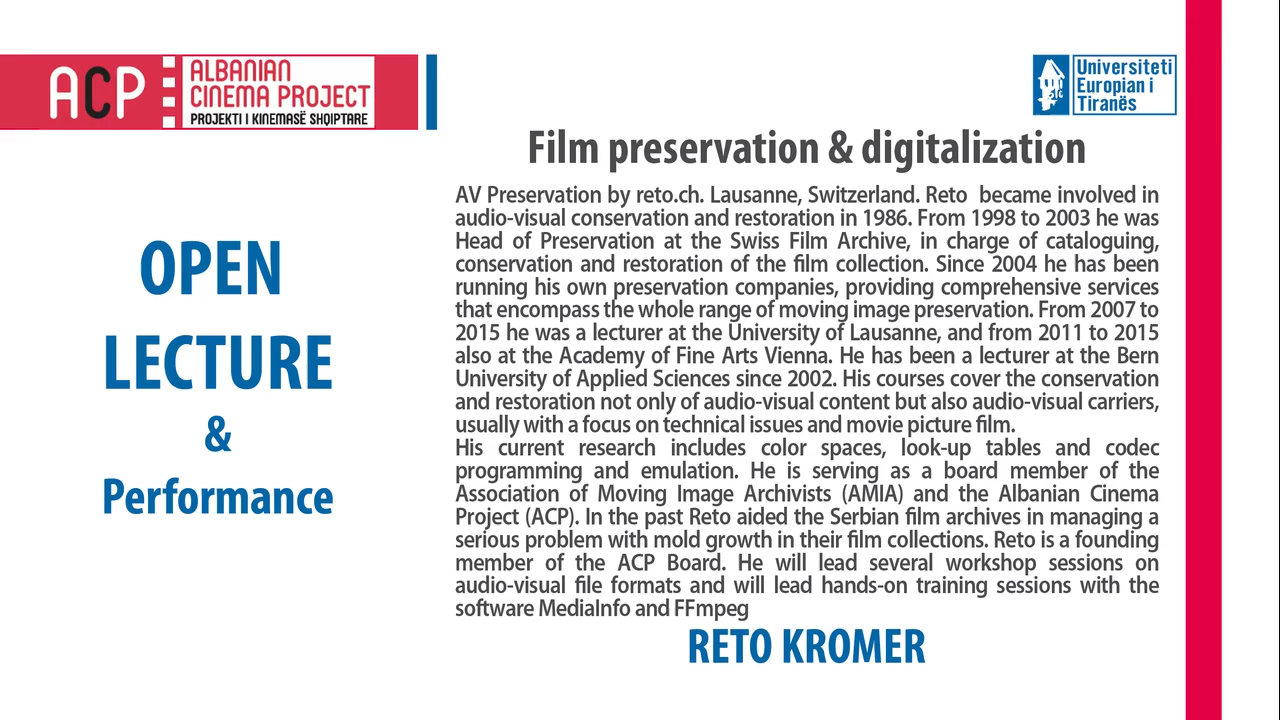 ACP
ALBANIAN
CINEMA PROJECT
PROJEKTI I KINEMASË SHQIPTARE
Universiteti
Europian i
Tiranës
OPEN
LECTURE
&
Performance
Film preservation & digitalization
AV Preservation by reto.ch. Lausanne, Switzerland. Reto became involved in
audio-visual conservation and restoration in 1986. From 1998 to 2003 he was
Head of Preservation at the Swiss Film Archive, in charge of cataloguing,
conservation and restoration of the film collection. Since 2004 he has been
running his own preservation companies, providing comprehensive services
that encompass the whole range of moving image preservation. From 2007 to
2015 he was a lecturer at the University of Lausanne, and from 2011 to 2015
also at the Academy of Fine Arts Vienna. He has been a lecturer at the Bern
University of Applied Sciences since 2002. His courses cover the conservation
and restoration not only of audio-visual content but also audio-visual carriers,
usually with a focus on technical issues and movie picture film.
His current research includes color spaces, look-up tables and codec
programming and emulation. He is serving as a board member of the
Association of Moving Image Archivists (AMIA) and the Albanian Cinema
Project (ACP). In the past Reto aided the Serbian film archives in managing a
serious problem with mold growth in their film collections. Reto is a founding
member of the ACP Board. He will lead several workshop sessions on
audio-visual file formats and will lead hands-on training sessions with the
software MediaInfo and FFmpeg
RETO KROMER